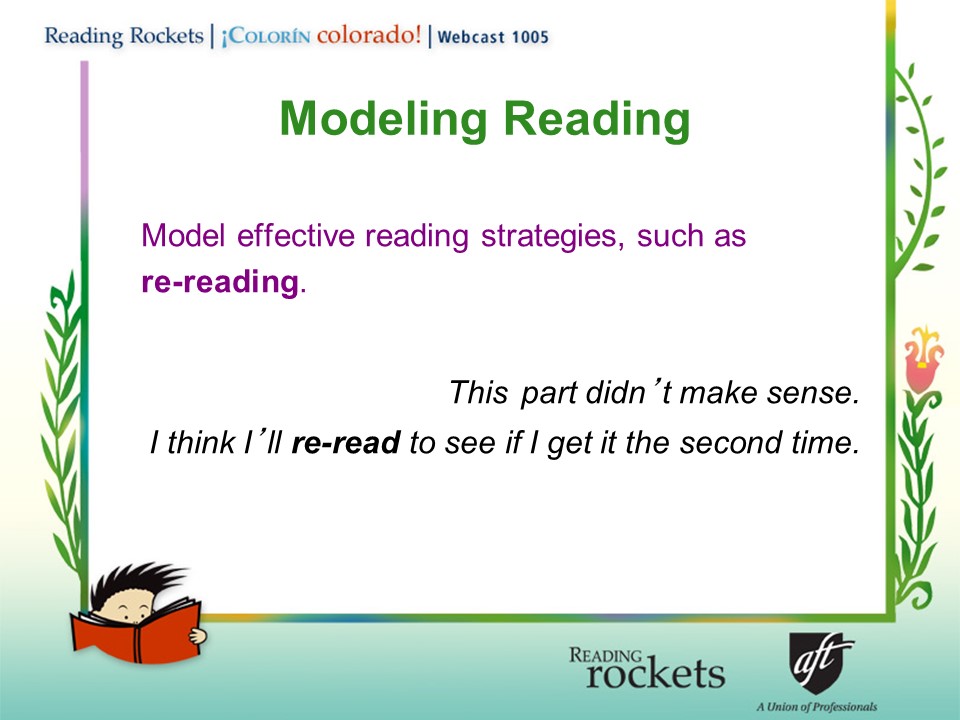 Reading Rockets | ¡COLORÍN colorado! | Webcast 1005
Modeling Reading
Model effective reading strategies, such as
re-reading.
This part didn’t make sense.
I think I’ll re-read to see if I get it the second time.
READING
rockets
aft
A Union of Professionals